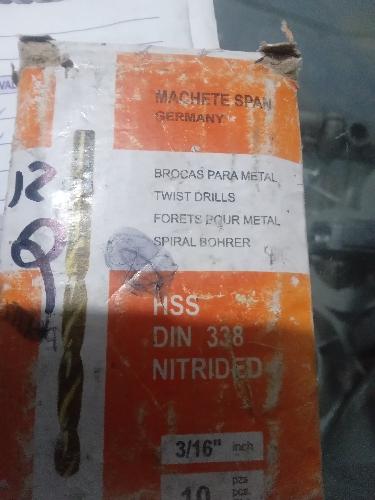 MACHETE SPAN
GERMANY
BROCAS PARA METAL
TWIST DRILLS
FORETS POUR METAL
SPIRAL BOHRER
12
HSS
DIN 338
NITRIDED
3/16" inch
pzs
pcs
10